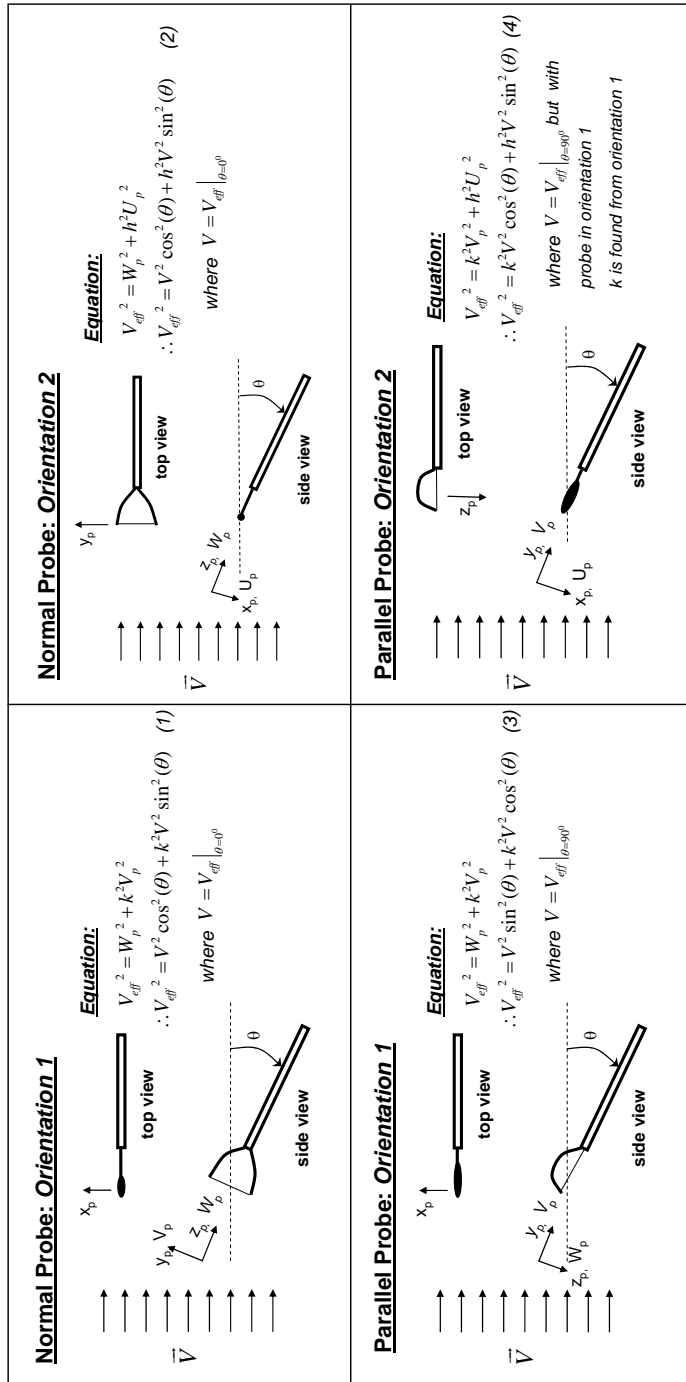 Normal Probe: Orientation 1
x_p
top view
y_p, V_p
z_p, W_p
θ
side view
V⃗
Equation:
V_eff² = W_p² + k²V_p²
∴ V_eff² = V² cos²(θ) + k²V² sin²(θ) (1)
where V = V_eff|θ=0⁰
Normal Probe: Orientation 2
y_p
top view
z_p, W_p
x_p, U_p
θ
side view
V⃗
Equation:
V_eff² = W_p² + h²U_p²
∴ V_eff² = V² cos²(θ) + h²V² sin²(θ) (2)
where V = V_eff|θ=0⁰
Parallel Probe: Orientation 1
x_p
top view
y_p, V_p
z_p, W_p
θ
side view
V⃗
Equation:
V_eff² = W_p² + k²V_p²
∴ V_eff² = V² sin²(θ) + k²V² cos²(θ) (3)
where V = V_eff|θ=90⁰
Parallel Probe: Orientation 2
top view
z_p
y_p, V_p
x_p, U_p
θ
side view
V⃗
Equation:
V_eff² = k²V_p² + h²U_p²
∴ V_eff² = k²V² cos²(θ) + h²V² sin²(θ) (4)
where V = V_eff|θ=90⁰ but with
probe in orientation 1
k is found from orientation 1